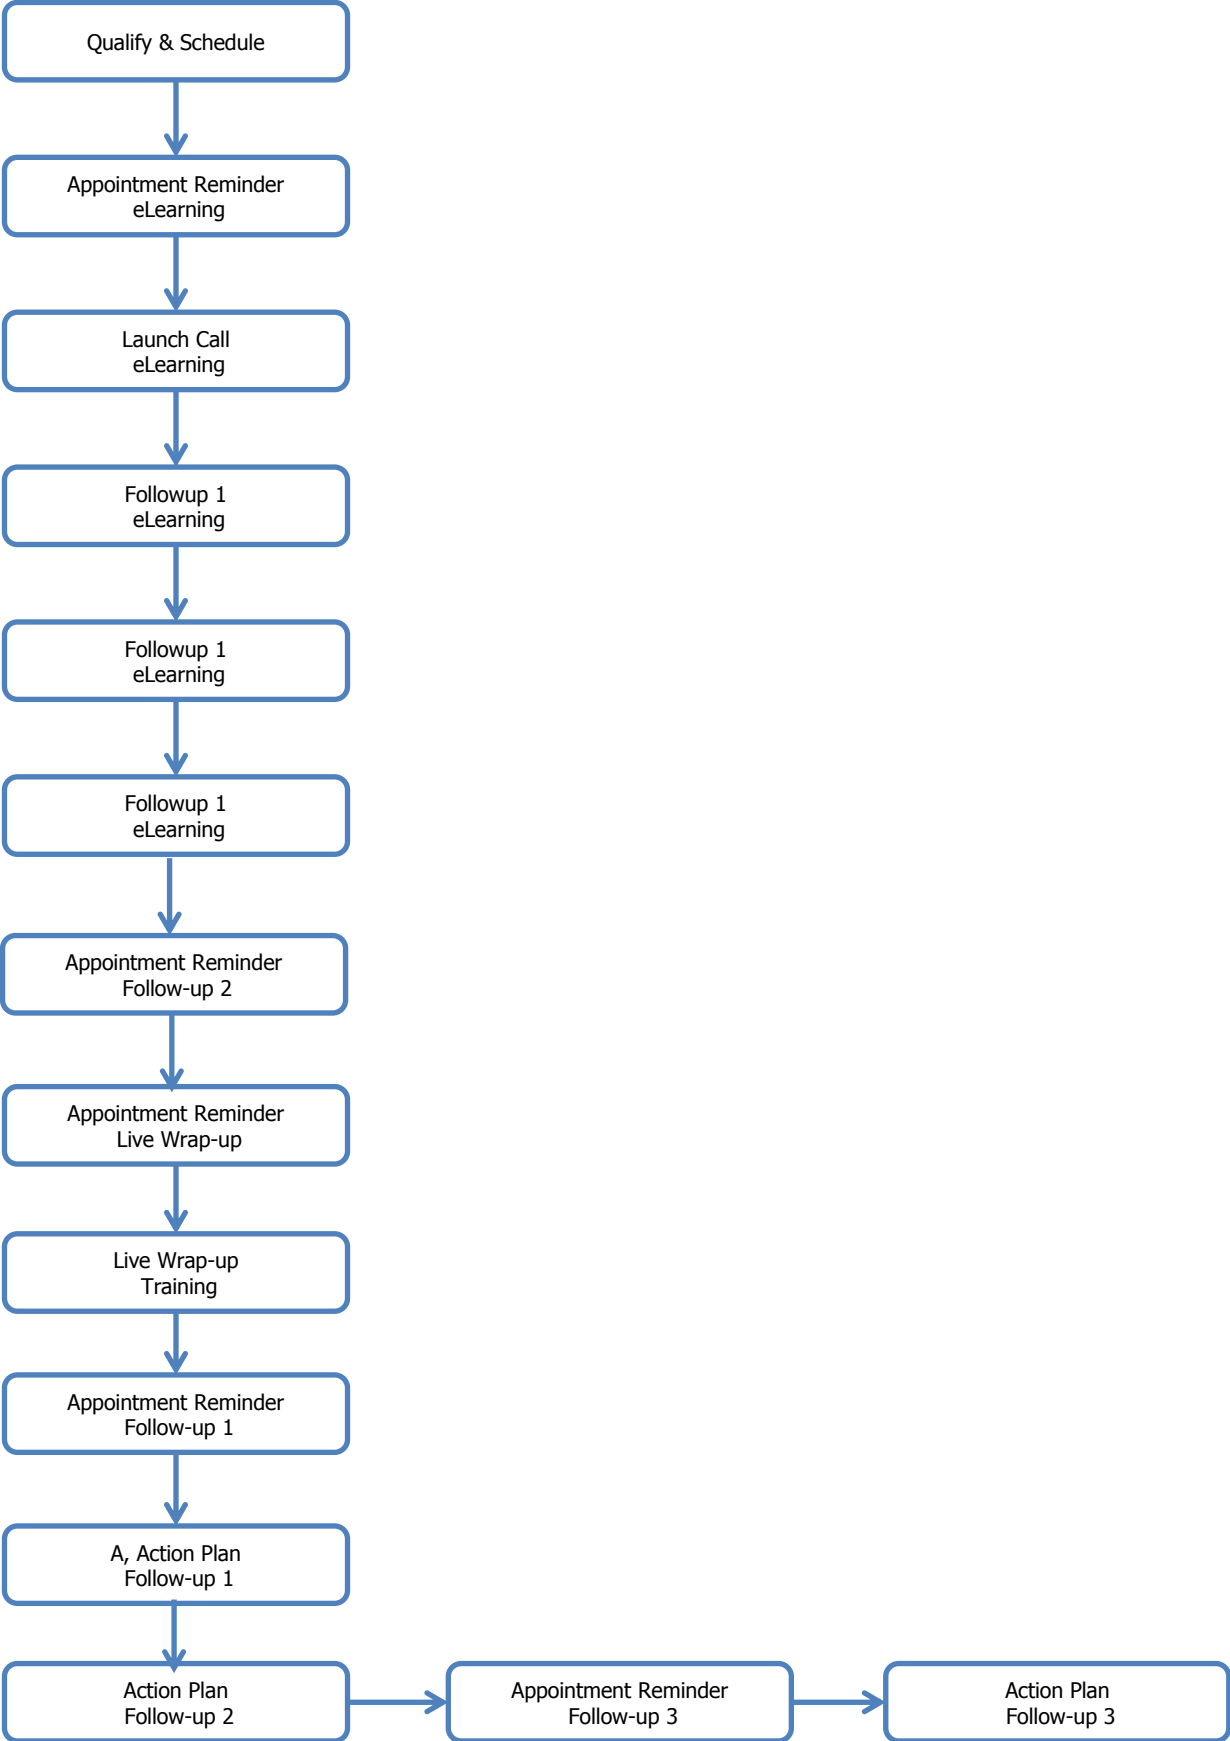 Qualify & Schedule
Appointment Reminder
eLearning
Launch Call
eLearning
Followup 1
eLearning
Followup 1
eLearning
Followup 1
eLearning
Appointment Reminder
Follow-up 2
Appointment Reminder
Live Wrap-up
Live Wrap-up
Training
Appointment Reminder
Follow-up 1
A, Action Plan
Follow-up 1
Action Plan
Follow-up 2
Appointment Reminder
Follow-up 3
Action Plan
Follow-up 3